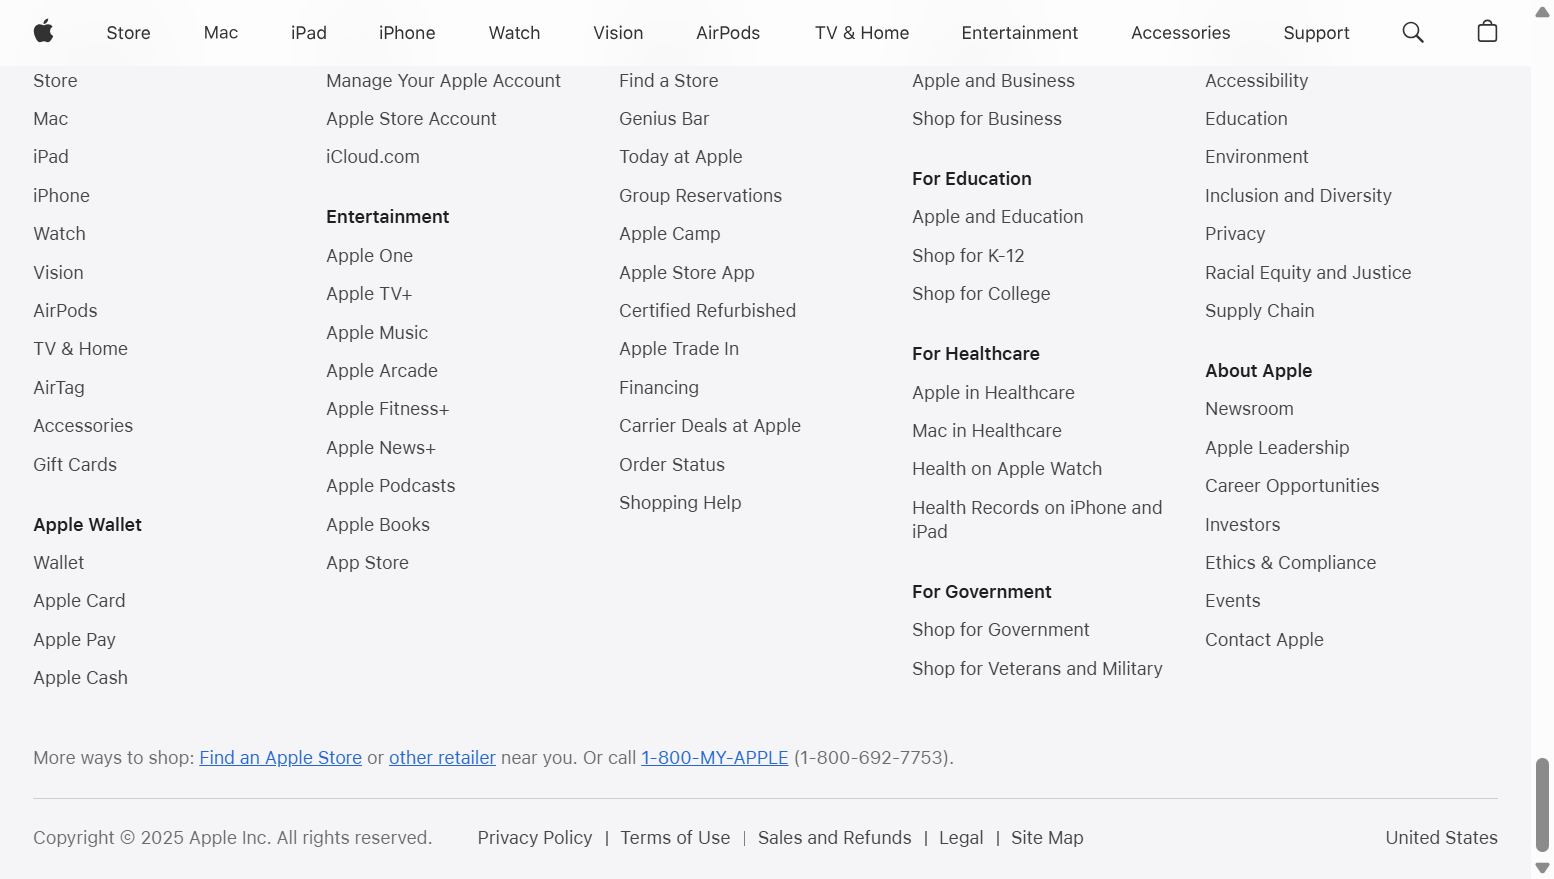 Store Mac iPad iPhone Watch Vision AirPods TV & Home Entertainment Accessories Support
Store
Mac
iPad
iPhone
Watch
Vision
AirPods
TV & Home
AirTag
Accessories
Gift Cards
Apple Wallet
Wallet
Apple Card
Apple Pay
Apple Cash
Manage Your Apple Account
Apple Store Account
iCloud.com
Entertainment
Apple One
Apple TV+
Apple Music
Apple Arcade
Apple Fitness+
Apple News+
Apple Podcasts
Apple Books
App Store
Find a Store
Genius Bar
Today at Apple
Group Reservations
Apple Camp
Apple Store App
Certified Refurbished
Apple Trade In
Financing
Carrier Deals at Apple
Order Status
Shopping Help
Apple and Business
Shop for Business
For Education
Apple and Education
Shop for K-12
Shop for College
For Healthcare
Apple in Healthcare
Mac in Healthcare
Health on Apple Watch
Health Records on iPhone and
iPad
For Government
Shop for Government
Shop for Veterans and Military
Accessibility
Education
Environment
Inclusion and Diversity
Privacy
Racial Equity and Justice
Supply Chain
About Apple
Newsroom
Apple Leadership
Career Opportunities
Investors
Ethics & Compliance
Events
Contact Apple
More ways to shop: Find an Apple Store or other retailer near you. Or call 1-800-MY-APPLE (1-800-692-7753).
Copyright © 2025 Apple Inc. All rights reserved. Privacy Policy | Terms of Use | Sales and Refunds | Legal | Site Map United States